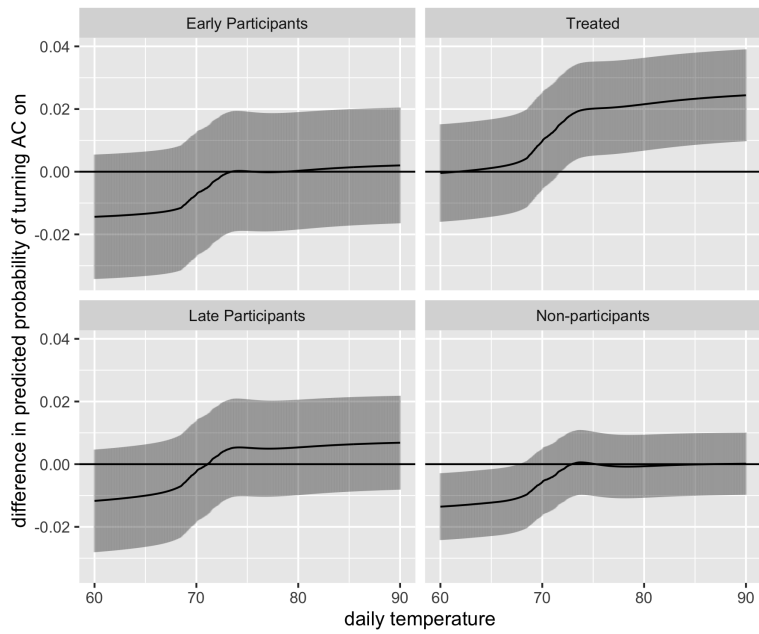 Early Participants
Treated
0.04
0.02
0.00
-0.02
Late Participants
Non-participants
0.04
0.02
0.00
-0.02
60
70
80
90
60
70
80
90
daily temperature
difference in predicted probability of turning AC on